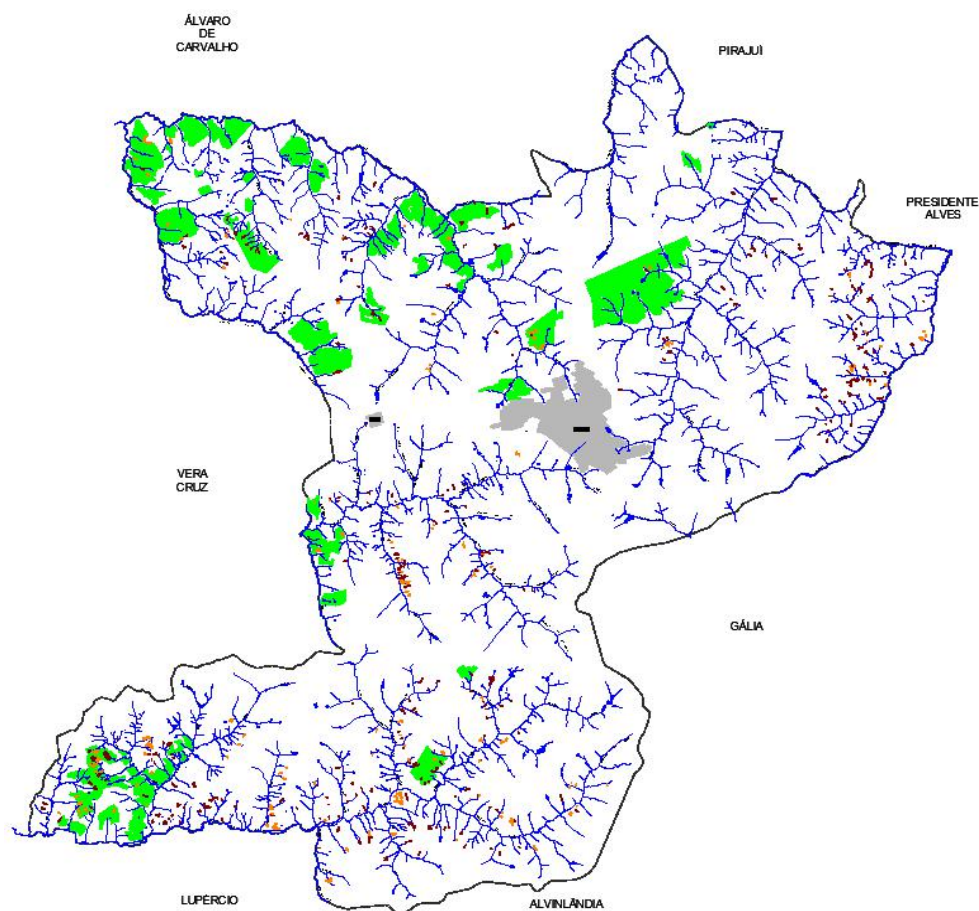 ÁLVARO
DE
CARVALHO
PIRAJUÍ
PRESIDENTE
ALVES
VERA
CRUZ
GÁLIA
LUPÉRCIO
ALVINLÂNDIA